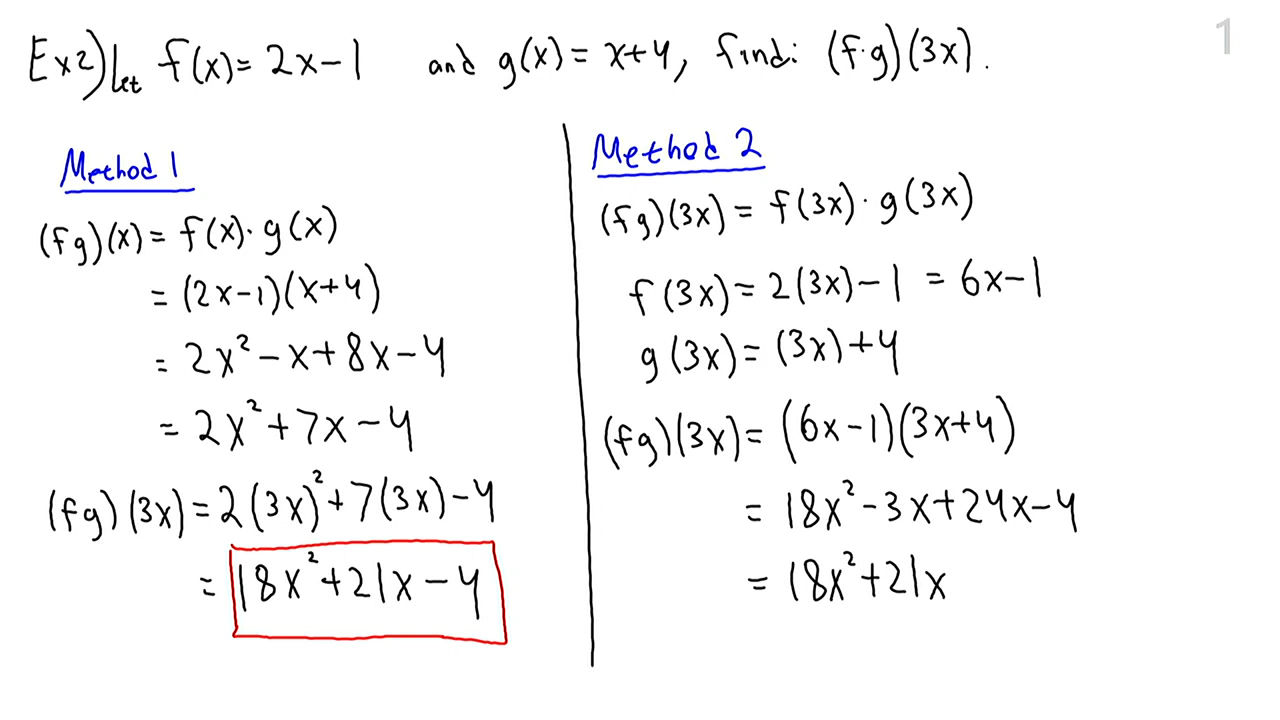 Ex2) Let f(x) = 2x - 1 and g(x) = x + 4, find: (f·g)(3x).
1
Method 1
(fg)(x) = f(x) · g(x)
= (2x-1)(x+4)
= 2x² - x + 8x - 4
= 2x² + 7x - 4
(fg)(3x) = 2(3x)² + 7(3x) - 4
= 18x² + 21x - 4
Method 2
(fg)(3x) = f(3x) · g(3x)
f(3x) = 2(3x) - 1 = 6x - 1
g(3x) = (3x) + 4
(fg)(3x) = (6x - 1)(3x + 4)
= 18x² - 3x + 24x - 4
= 18x² + 21x